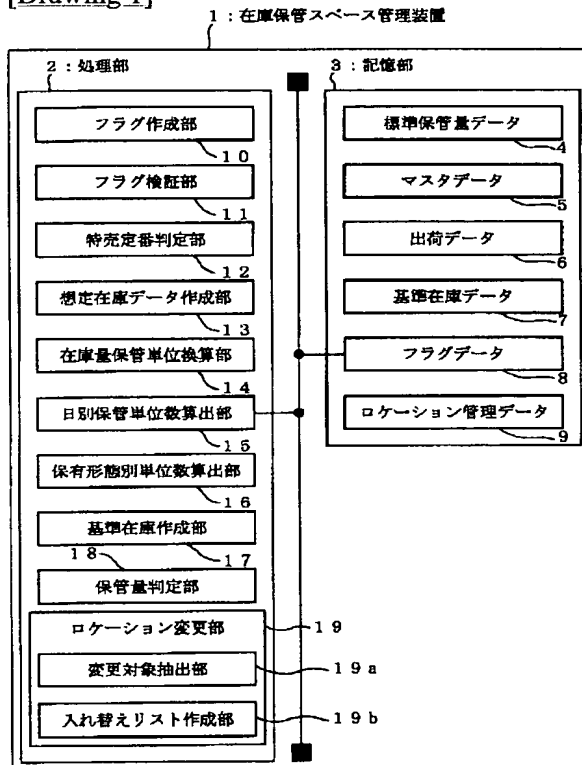 [Drawing 1]
1：在庫保管スペース管理装置
2：処理部
フラグ作成部
10
フラグ検証部
11
特売定番判定部
12
想定在庫データ作成部
13
在庫量保管単位換算部
14
日別保管単位数算出部
15
保有形態別単位数算出部
16
基準在庫作成部
17
18
保管量判定部
ロケーション変更部
19
変更対象抽出部
19a
入れ替えリスト作成部
19b
3：記憶部
標準保管量データ
4
マスタデータ
5
出荷データ
6
基準在庫データ
7
フラグデータ
8
ロケーション管理データ
9